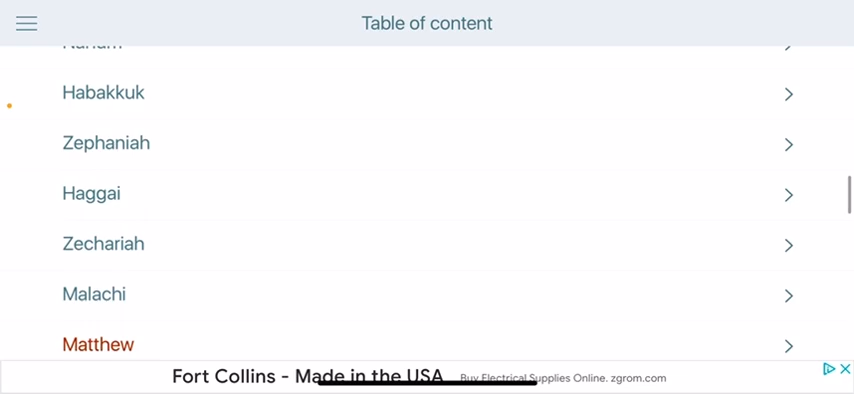 Table of content
Nahum
Habakkuk
Zephaniah
Haggai
Zechariah
Malachi
Matthew
Fort Collins - Made in the USA Buy Electrical Supplies Online. zgrom.com